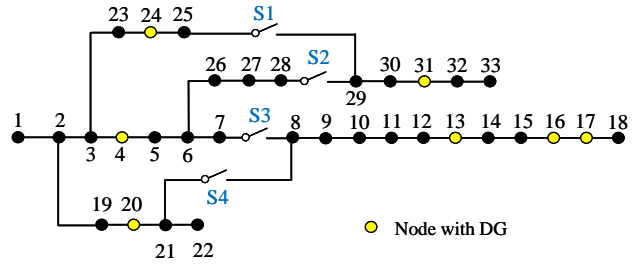 23 24 25 S1
26 27 28 S2 30 31 32 33
29
1 2 7 S3 8 9 10 11 12 13 14 15 16 17 18
3 4 5 6
19 20 S4
21 22
Node with DG